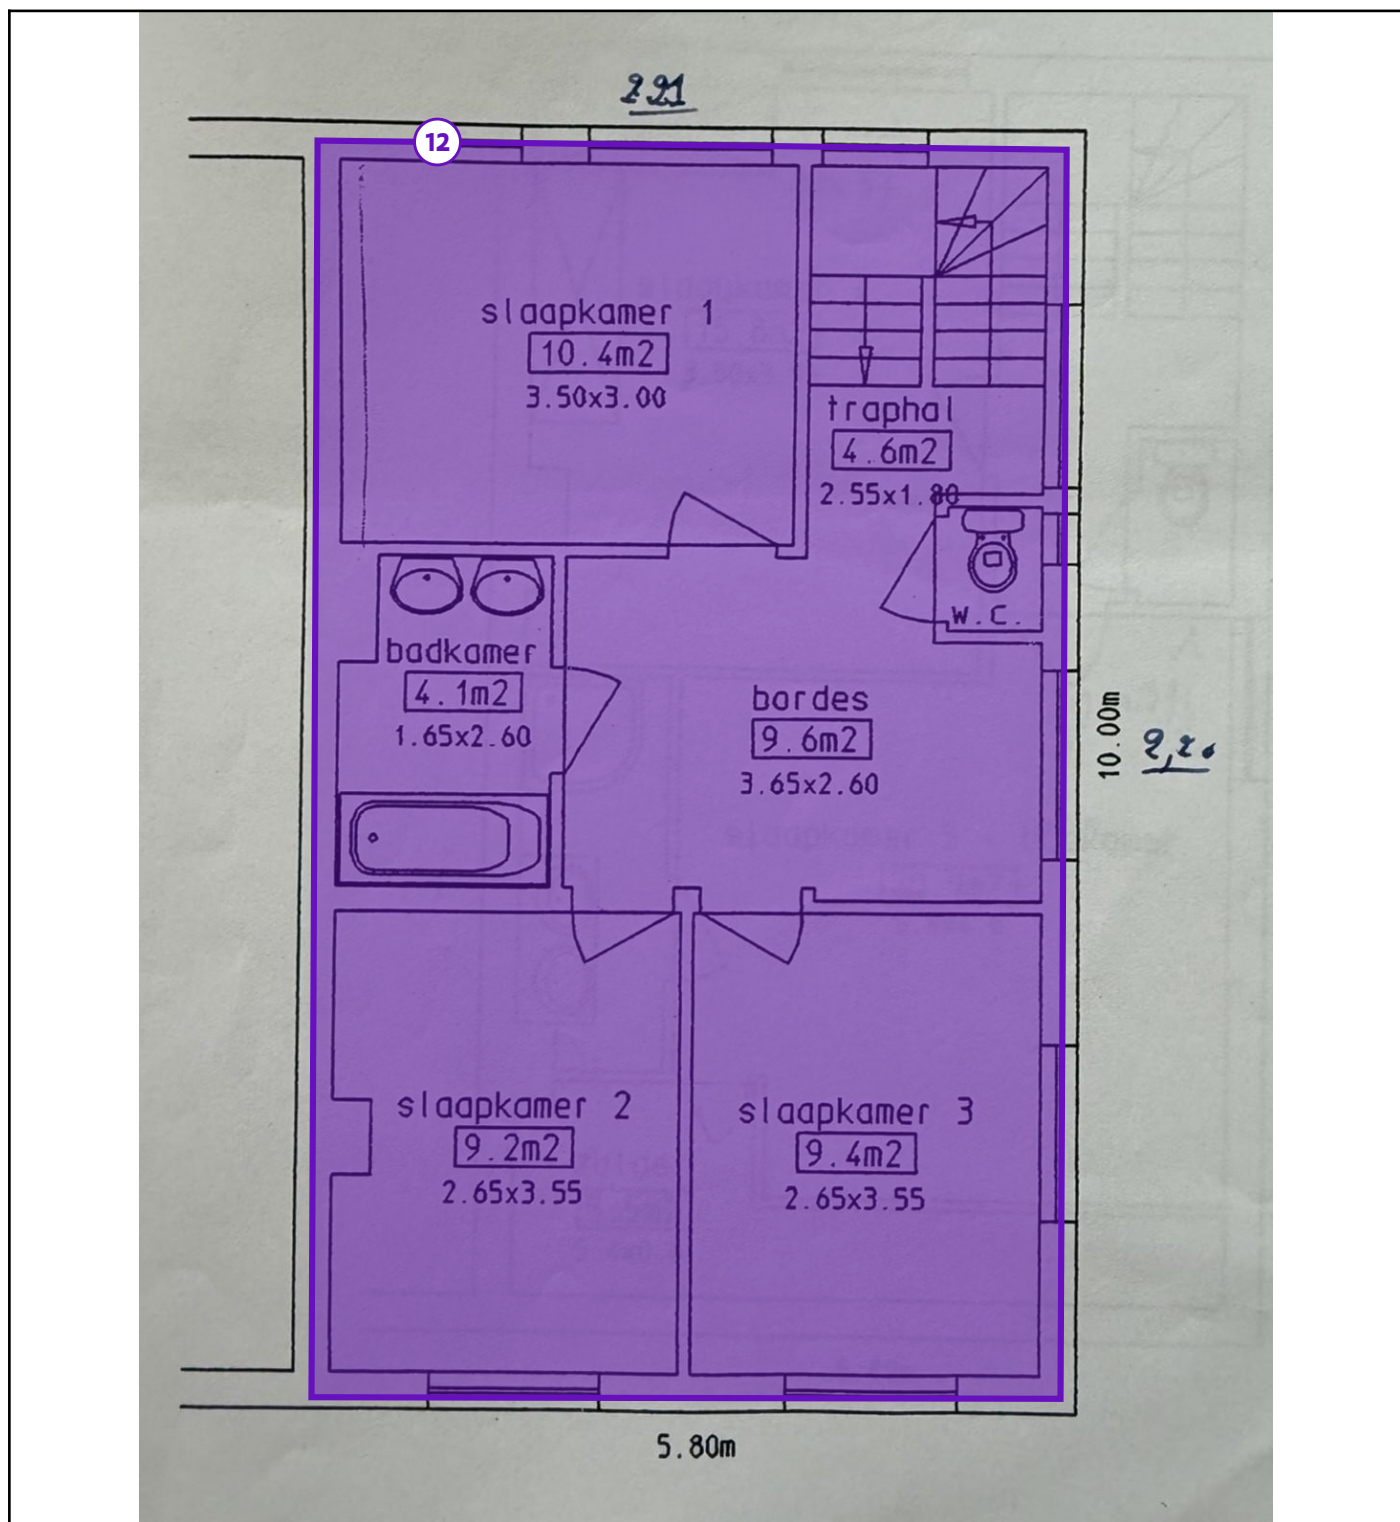 221
12
slaapkamer 1
10.4m2
3.50x3.00
traphal
4.6m2
2.55x1.80
W.C.
badkamer
4.1m2
1.65x2.60
bordes
9.6m2
3.65x2.60
10.00m
slaapkamer 2
9.2m2
2.65x3.55
slaapkamer 3
9.4m2
2.65x3.55
5.80m